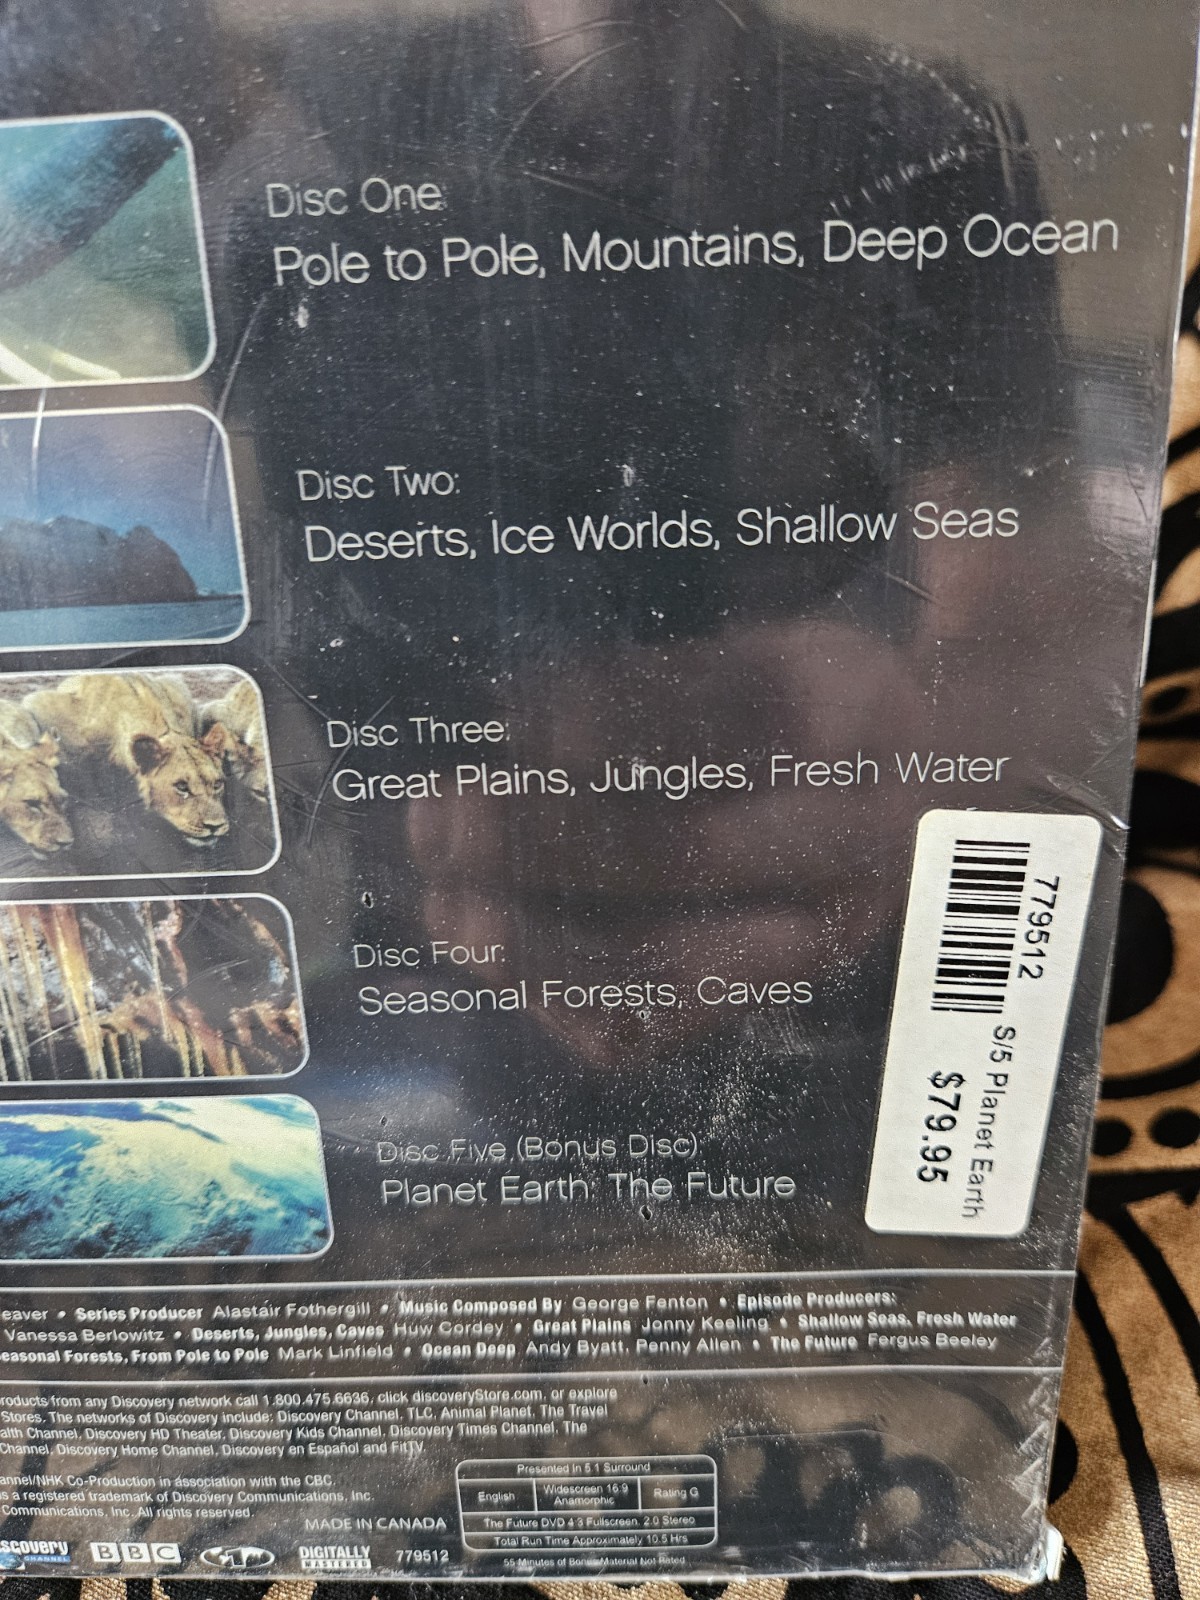 Disc One:
Pole to Pole, Mountains, Deep Ocean
Disc Two:
Deserts, Ice Worlds, Shallow Seas
Disc Three:
Great Plains, Jungles, Fresh Water
Disc Four:
Seasonal Forests, Caves
Disc Five (Bonus Disc):
Planet Earth: The Future
779512
S/5 Planet Earth
$79.95
eaver • Series Producer Alastair Fothergill • Music Composed By George Fenton • Episode Producers:
Vanessa Berlowitz • Deserts, Jungles, Caves Huw Cordey • Great Plains Jonny Keeling • Shallow Seas, Fresh Water
easonal Forests, From Pole to Pole Mark Linfield • Ocean Deep Andy Byatt, Penny Allen • The Future Fergus Beeley
roducts from any Discovery network call 1.800.475.6636, click discoveryStore.com, or explore
Stores. The networks of Discovery include: Discovery Channel, TLC, Animal Planet, The Travel
alth Channel, Discovery HD Theater, Discovery Kids Channel, Discovery Times Channel, The
Channel, Discovery Home Channel, Discovery en Español and FitTV.
annel/NHK Co-Production in association with the CBC.
s a registered trademark of Discovery Communications, Inc.
Communications, Inc. All rights reserved.
MADE IN CANADA
Presented In 5.1 Surround
English
Widescreen 16:9
Anamorphic
Rating G
The Future DVD 4:3 Fullscreen. 2.0 Stereo
Total Run Time Approximately 10.5 Hrs
55 Minutes of Bonus Material Not Rated
scovery
CHANNEL
BBC
DIGITALLY
MASTERED
779512